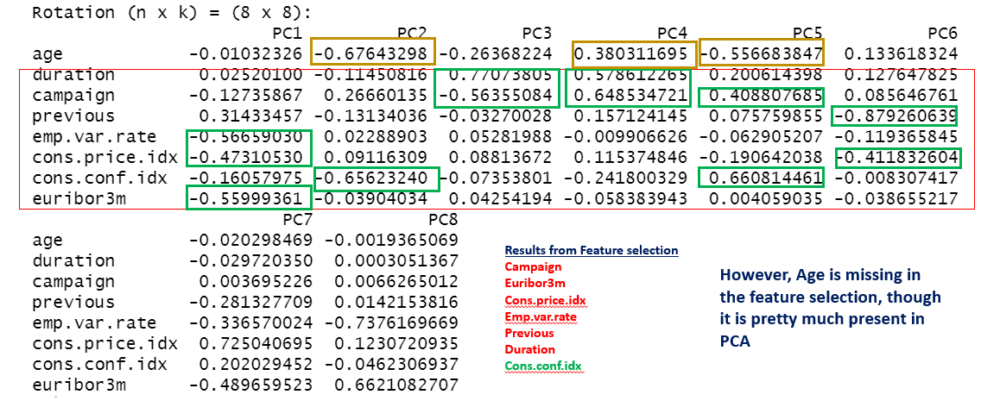 Rotation (n x k) = (8 x 8):
PC1 PC2 PC3 PC4 PC5 PC6
age -0.01032326 -0.67643298 -0.26368224 0.380311695 -0.556683847 0.133618324
duration 0.02520100 -0.11450816 0.77073805 0.578612265 0.200614398 0.127647825
campaign -0.12735867 0.26660135 -0.56355084 0.648534721 0.408807685 0.085646761
previous 0.31433457 -0.13134036 -0.03270028 0.157124145 0.075759855 -0.879260639
emp.var.rate -0.56659030 0.02288903 0.05281988 -0.009906626 -0.062905207 -0.119365845
cons.price.idx -0.47310530 0.09116309 0.08813672 0.115374846 -0.190642038 -0.411832604
cons.conf.idx -0.16057975 -0.65623240 -0.07353801 -0.241800329 0.660814461 -0.008307417
euribor3m -0.55999361 -0.03904034 0.04254194 -0.058383943 0.004059035 -0.038655217
PC7 PC8
age -0.020298469 -0.0019365069
duration -0.029720350 0.0003051367
campaign 0.003695226 0.0066265012
previous -0.281327709 0.0142153816
emp.var.rate -0.336570024 -0.7376169669
cons.price.idx 0.725040695 0.1230720935
cons.conf.idx 0.202029452 -0.0462306937
euribor3m -0.489659523 0.6621082707
Results from Feature selection
Campaign
Euribor3m
Cons.price.idx
Emp.var.rate
Previous
Duration
Cons.conf.idx
However, Age is missing in
the feature selection, though
it is pretty much present in
PCA